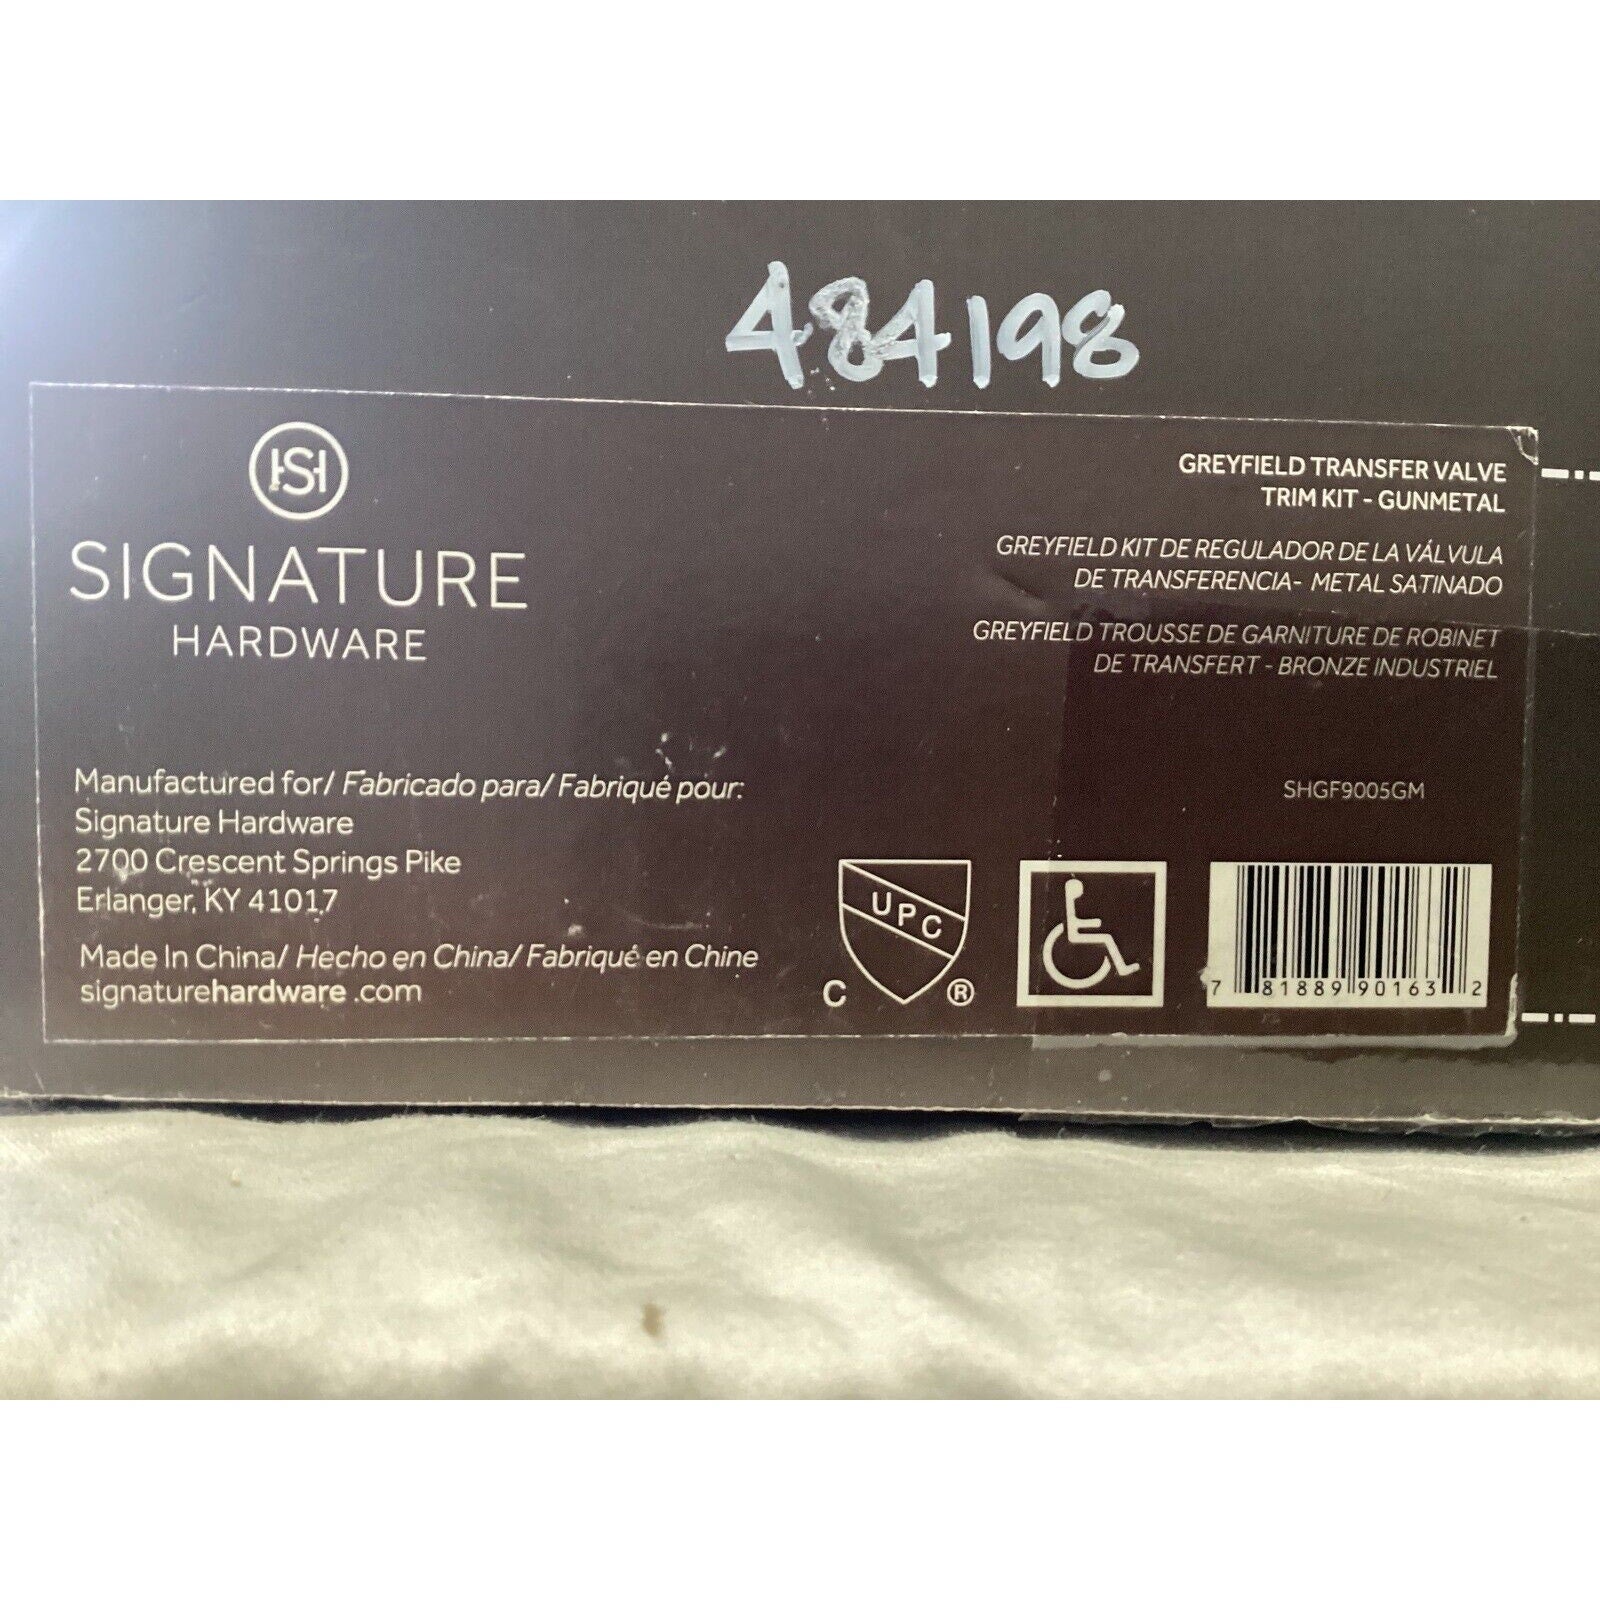 484198
HSH
SIGNATURE
HARDWARE
GREYFIELD TRANSFER VALVE
TRIM KIT - GUNMETAL
GREYFIELD KIT DE REGULADOR DE LA VÁLVULA
DE TRANSFERENCIA- METAL SATINADO
GREYFIELD TROUSSE DE GARNITURE DE ROBINET
DE TRANSFERT - BRONZE INDUSTRIEL
Manufactured for/ Fabricado para/ Fabriqué pour:
Signature Hardware
2700 Crescent Springs Pike
Erlanger, KY 41017
Made In China/ Hecho en China/ Fabriqué en Chine
signaturehardware .com
SHGF9005GM
UPC
C ®
7 81889 90163 2